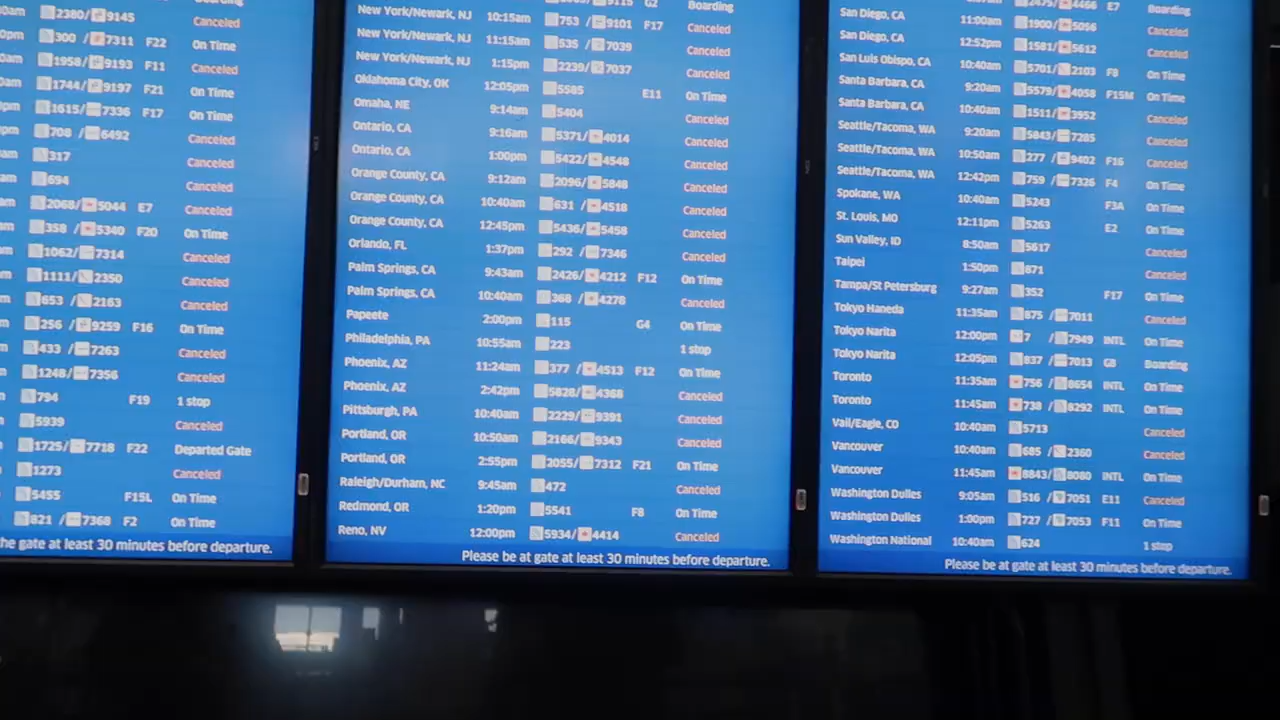 2380/ 9145 Canceled
300 / 7311 F22 On Time
1958/ 9193 F11 Canceled
1744/ 9197 F21 On Time
1615/ 7336 F17 On Time
708 / 6492 Canceled
317 Canceled
694 Canceled
2068/ 5044 E7 Canceled
358 / 5340 F20 On Time
1062/ 7314 Canceled
1111/ 2350 Canceled
653 / 2163 Canceled
256 / 9259 F16 On Time
433 / 7263 Canceled
1248/ 7356 Canceled
794 F19 1 stop
5939 Canceled
1725/ 7718 F22 Departed Gate
1273 Canceled
5455 F15L On Time
821 / 7368 F2 On Time
he gate at least 30 minutes before departure.
G2 Boarding
New York/Newark, NJ 10:15am 753 / 9101 F17 Canceled
New York/Newark, NJ 11:15am 535 / 7039 Canceled
New York/Newark, NJ 1:15pm 2239/ 7037 Canceled
Oklahoma City, OK 12:05pm 5585 E11 On Time
Omaha, NE 9:14am 5404 Canceled
Ontario, CA 9:16am 5371/ 4014 Canceled
Ontario, CA 1:00pm 5422/ 4548 Canceled
Orange County, CA 9:12am 2096/ 5848 Canceled
Orange County, CA 10:40am 631 / 4518 Canceled
Orange County, CA 12:45pm 5436/ 5458 Canceled
Orlando, FL 1:37pm 292 / 7346 Canceled
Palm Springs, CA 9:43am 2426/ 4212 F12 On Time
Palm Springs, CA 10:40am 368 / 4278 Canceled
Papeete 2:00pm 115 G4 On Time
Philadelphia, PA 10:55am 223 1 stop
Phoenix, AZ 11:24am 377 / 4513 F12 On Time
Phoenix, AZ 2:42pm 5828/ 4368 Canceled
Pittsburgh, PA 10:40am 2229/ 9391 Canceled
Portland, OR 10:50am 2166/ 9343 Canceled
Portland, OR 2:55pm 2055/ 7312 F21 On Time
Raleigh/Durham, NC 9:45am 472 Canceled
Redmond, OR 1:20pm 5541 F8 On Time
Reno, NV 12:00pm 5934/ 4414 Canceled
Please be at gate at least 30 minutes before departure.
E7 Boarding
San Diego, CA 11:00am 1900/ 5096 Canceled
San Diego, CA 12:52pm 1581/ 5612 Canceled
San Luis Obispo, CA 10:40am 5701/ 2103 F8 On Time
Santa Barbara, CA 9:20am 5579/ 4058 F15M On Time
Santa Barbara, CA 10:40am 1511/ 3952 Canceled
Seattle/Tacoma, WA 9:20am 5843/ 7285 Canceled
Seattle/Tacoma, WA 10:50am 277 / 9402 F16 Canceled
Seattle/Tacoma, WA 12:42pm 759 / 7326 F4 On Time
Spokane, WA 10:40am 5243 F3A On Time
St. Louis, MO 12:11pm 5263 E2 On Time
Sun Valley, ID 8:50am 5617 Canceled
Taipei 1:50pm 871 Canceled
Tampa/St Petersburg 9:27am 352 F17 On Time
Tokyo Haneda 11:35am 875 / 7011 Canceled
Tokyo Narita 12:00pm 7 / 7949 INTL On Time
Tokyo Narita 12:05pm 837 / 7013 G8 Boarding
Toronto 11:35am 756 / 8654 INTL On Time
Toronto 11:45am 738 / 8292 INTL On Time
Vail/Eagle, CO 10:40am 5713 Canceled
Vancouver 10:40am 685 / 2360 Canceled
Vancouver 11:45am 8843/ 8080 INTL On Time
Washington Dulles 9:05am 516 / 7051 E11 Canceled
Washington Dulles 1:00pm 727 / 7053 F11 On Time
Washington National 10:40am 624 1 stop
Please be at gate at least 30 minutes before departure.